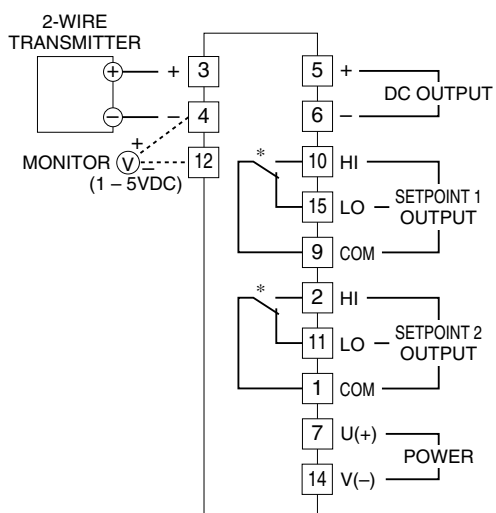 2-WIRE
TRANSMITTER
+ + 3
− − 4
+
MONITOR V − 12
(1 – 5VDC)
5 +
DC OUTPUT
6 –
* 10 HI
15 LO SETPOINT 1
OUTPUT
9 COM
* 2 HI
11 LO SETPOINT 2
OUTPUT
1 COM
7 U(+)
POWER
14 V(–)